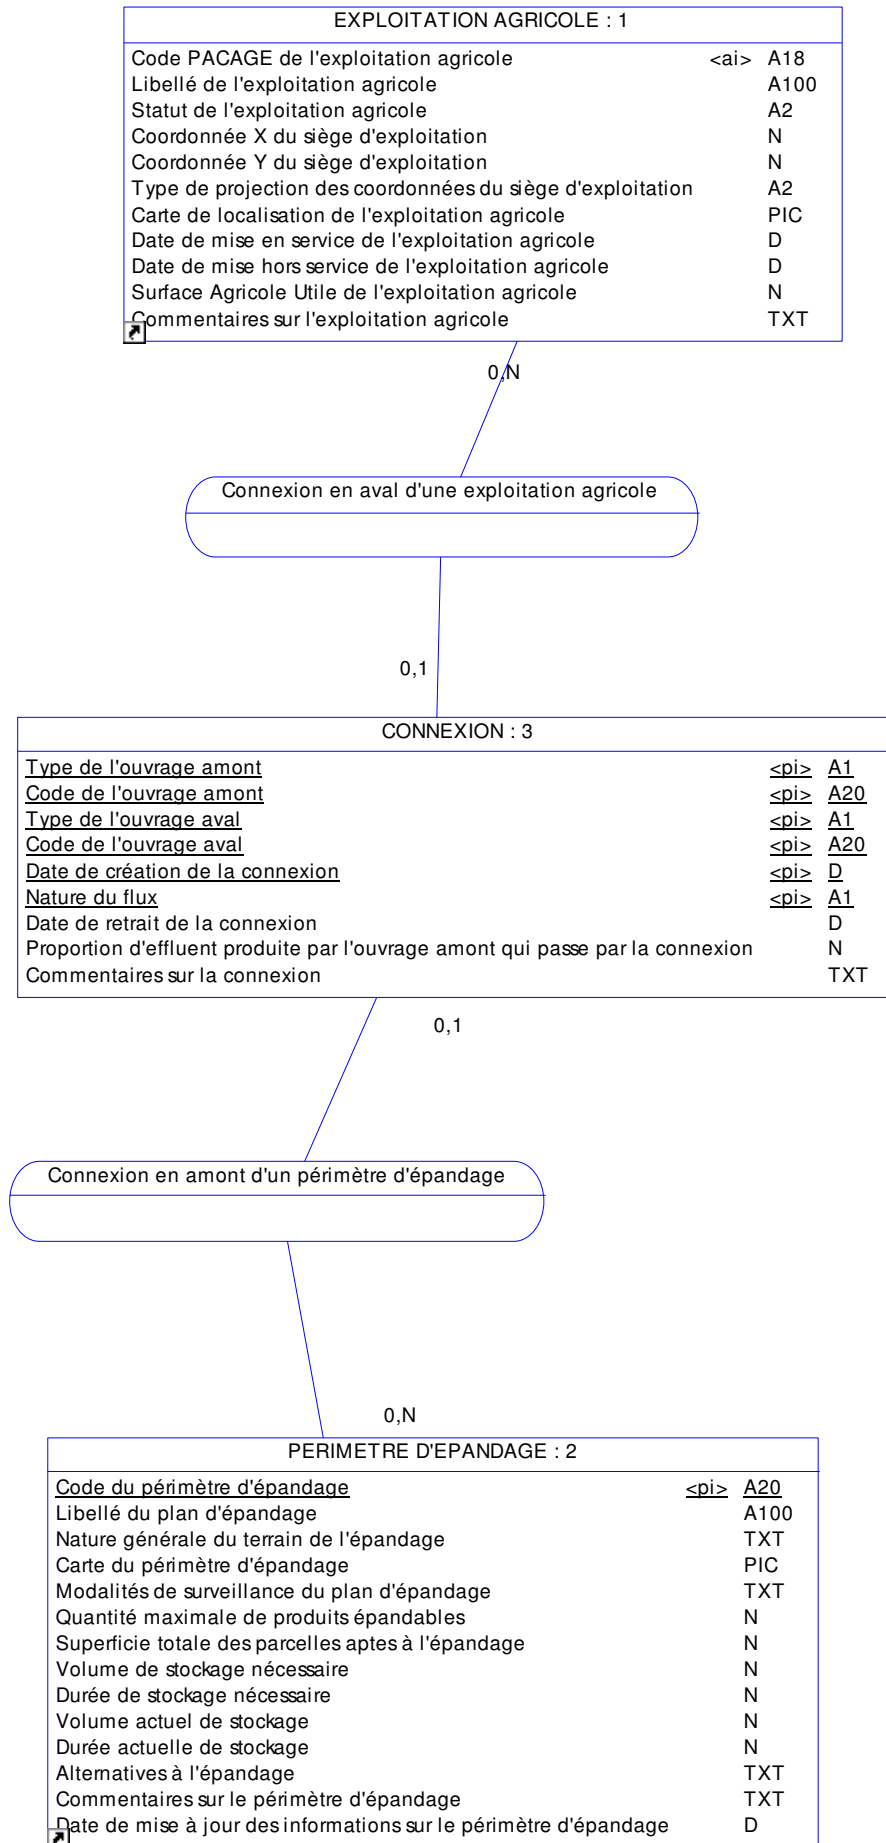 EXPLOITATION AGRICOLE : 1
Code PACAGE de l'exploitation agricole <ai> A18
Libellé de l'exploitation agricole A100
Statut de l'exploitation agricole A2
Coordonnée X du siège d'exploitation N
Coordonnée Y du siège d'exploitation N
Type de projection des coordonnées du siège d'exploitation A2
Carte de localisation de l'exploitation agricole PIC
Date de mise en service de l'exploitation agricole D
Date de mise hors service de l'exploitation agricole D
Surface Agricole Utile de l'exploitation agricole N
Commentaires sur l'exploitation agricole TXT
0,N
Connexion en aval d'une exploitation agricole
0,1
CONNEXION : 3
Type de l'ouvrage amont <pi> A1
Code de l'ouvrage amont <pi> A20
Type de l'ouvrage aval <pi> A1
Code de l'ouvrage aval <pi> A20
Date de création de la connexion <pi> D
Nature du flux <pi> A1
Date de retrait de la connexion D
Proportion d'effluent produite par l'ouvrage amont qui passe par la connexion N
Commentaires sur la connexion TXT
0,1
Connexion en amont d'un périmètre d'épandage
0,N
PERIMETRE D'EPANDAGE : 2
Code du périmètre d'épandage <pi> A20
Libellé du plan d'épandage A100
Nature générale du terrain de l'épandage TXT
Carte du périmètre d'épandage PIC
Modalités de surveillance du plan d'épandage TXT
Quantité maximale de produits épandables N
Superficie totale des parcelles aptes à l'épandage N
Volume de stockage nécessaire N
Durée de stockage nécessaire N
Volume actuel de stockage N
Durée actuelle de stockage N
Alternatives à l'épandage TXT
Commentaires sur le périmètre d'épandage TXT
Date de mise à jour des informations sur le périmètre d'épandage D